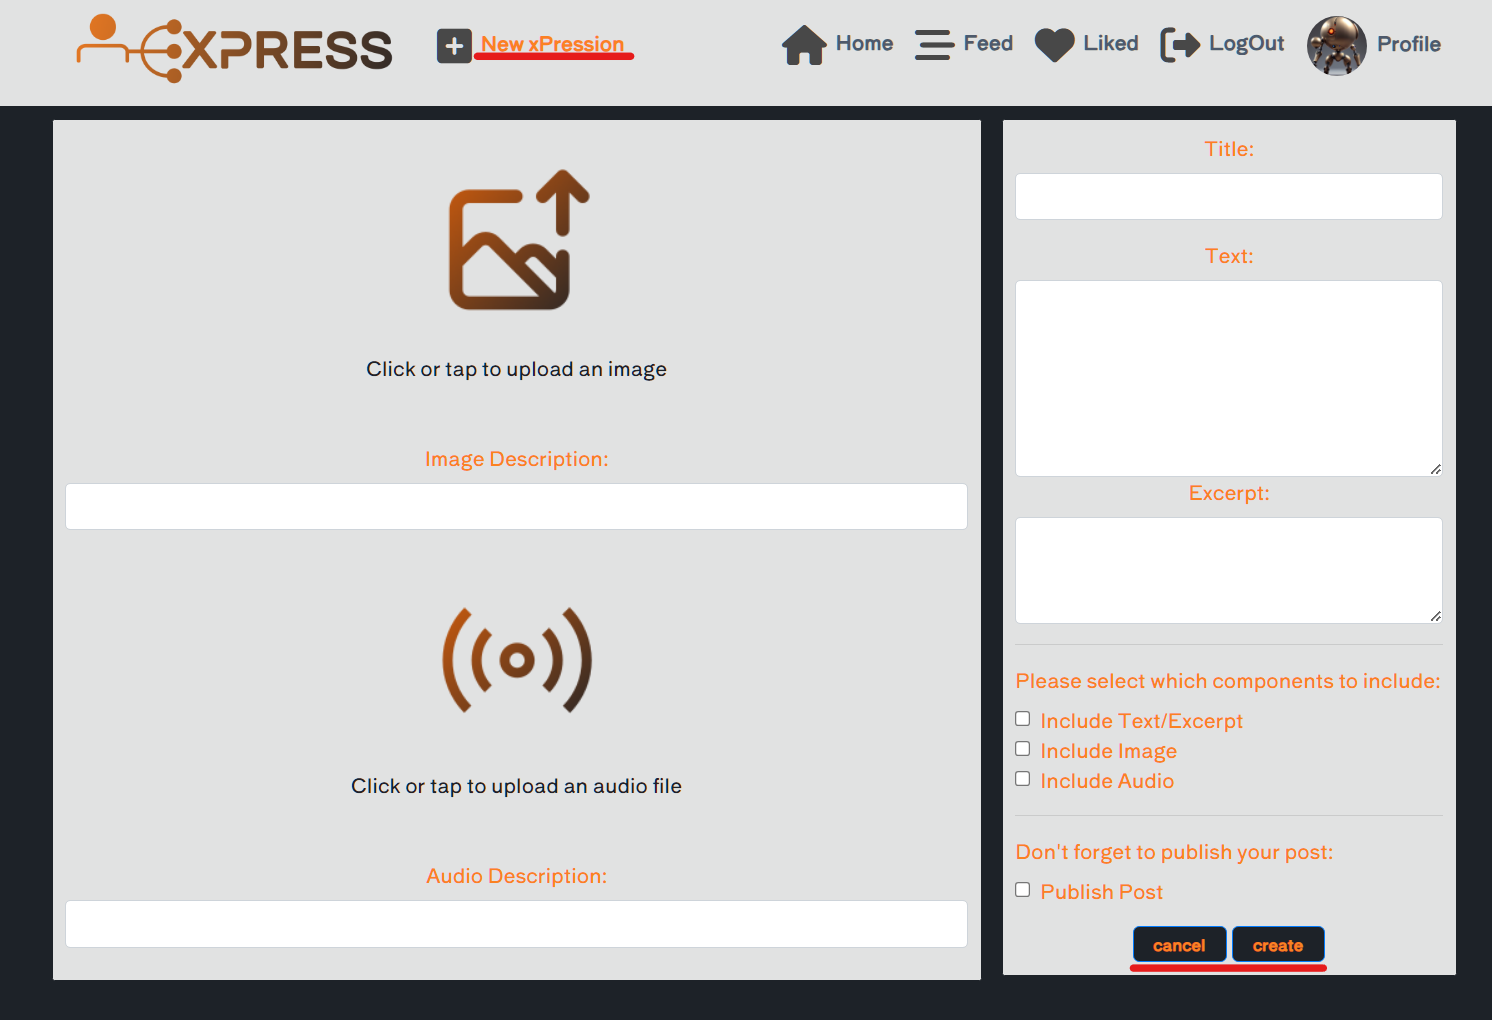 XPRESS
New xPression
Home
Feed
Liked
LogOut
Profile
Click or tap to upload an image
Image Description:
Click or tap to upload an audio file
Audio Description:
Title:
Text:
Excerpt:
Please select which components to include:
Include Text/Excerpt
Include Image
Include Audio
Don't forget to publish your post:
Publish Post
cancel
create